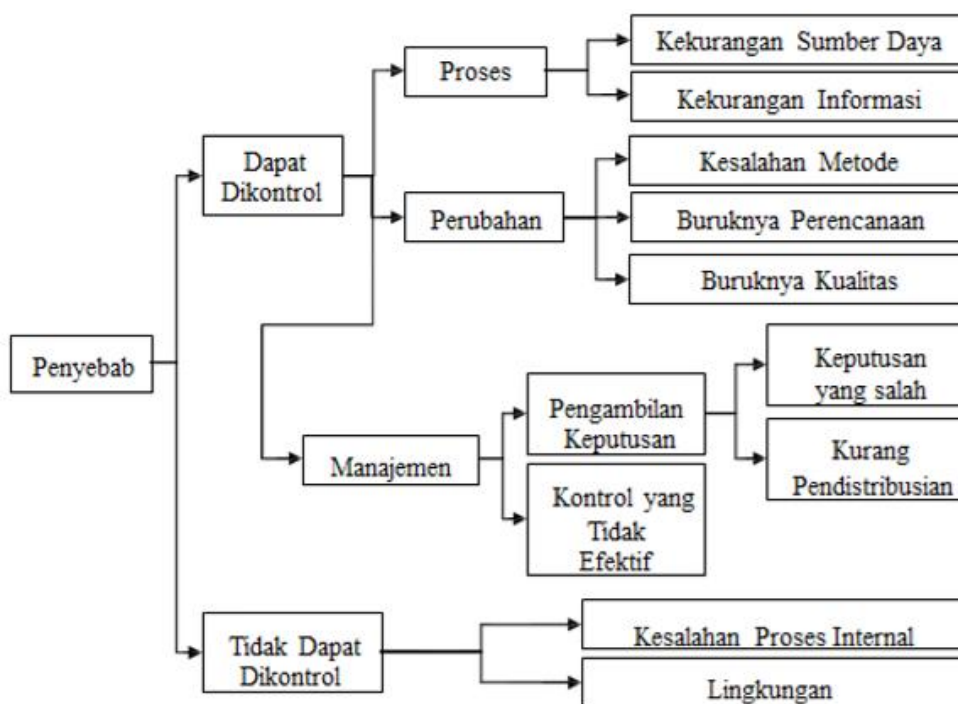 Kekurangan Sumber Daya
Proses
Kekurangan Informasi
Dapat
Dikontrol
Kesalahan Metode
Perubahan
Buruknya Perencanaan
Buruknya Kualitas
Penyebab
Keputusan
yang salah
Pengambilan
Keputusan
Kurang
Pendistribusian
Manajemen
Kontrol yang
Tidak
Efektif
Tidak Dapat
Dikontrol
Kesalahan Proses Internal
Lingkungan